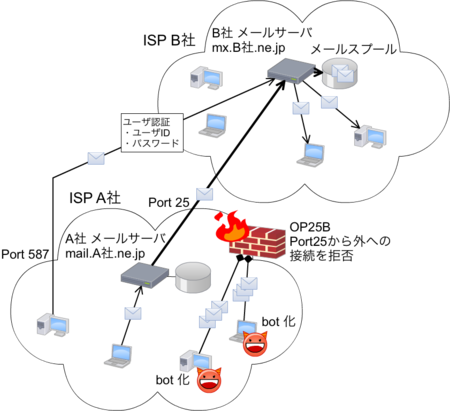 ISP B社
B社 メールサーバ
mx.B社.ne.jp
メールスプール
ユーザ認証
・ユーザID
・パスワード
ISP A社
Port 25
OP25B
Port25から外への
接続を拒否
Port 587
A社 メールサーバ
mail.A社.ne.jp
bot 化
bot 化